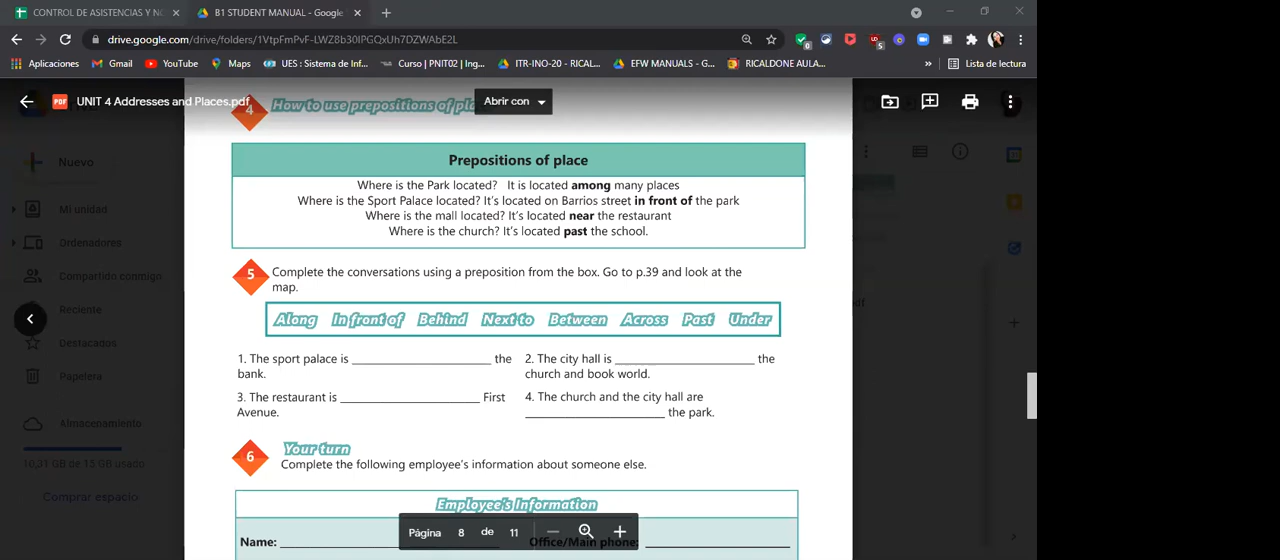 CONTROL DE ASISTENCIAS Y NO
B1 STUDENT MANUAL - Google
drive.google.com/drive/folders/1VtpFmPvF-LWZ8b30IPGQxUh7DZWAbE2L
Aplicaciones Gmail YouTube Maps UES : Sistema de Inf... Curso | PNIT02 | Ing... ITR-INO-20 - RICAL... EFW MANUALS - G... RICALDONE AULA... » Lista de lectura
PDF UNIT 4 Addresses and Places.pdf Abrir con
4 How to use prepositions of pla
Nuevo
Mi unidad
Ordenadores
Compartido conmigo
Reciente
Destacados
Papelera
Almacenamiento
10,31 GB de 15 GB usado
Comprar espacio
Prepositions of place
Where is the Park located? It is located among many places
Where is the Sport Palace located? It's located on Barrios street in front of the park
Where is the mall located? It's located near the restaurant
Where is the church? It's located past the school.
5 Complete the conversations using a preposition from the box. Go to p.39 and look at the
map.
Along In front of Behind Next to Between Across Past Under
1. The sport palace is ____________________ the
bank.
2. The city hall is ____________________ the
church and book world.
3. The restaurant is ____________________ First
Avenue.
4. The church and the city hall are
____________________ the park.
6 Your turn
Complete the following employee's information about someone else.
Employee's Information
Name: ____________________ Office/Main phone: ____________________
Página 8 de 11
df